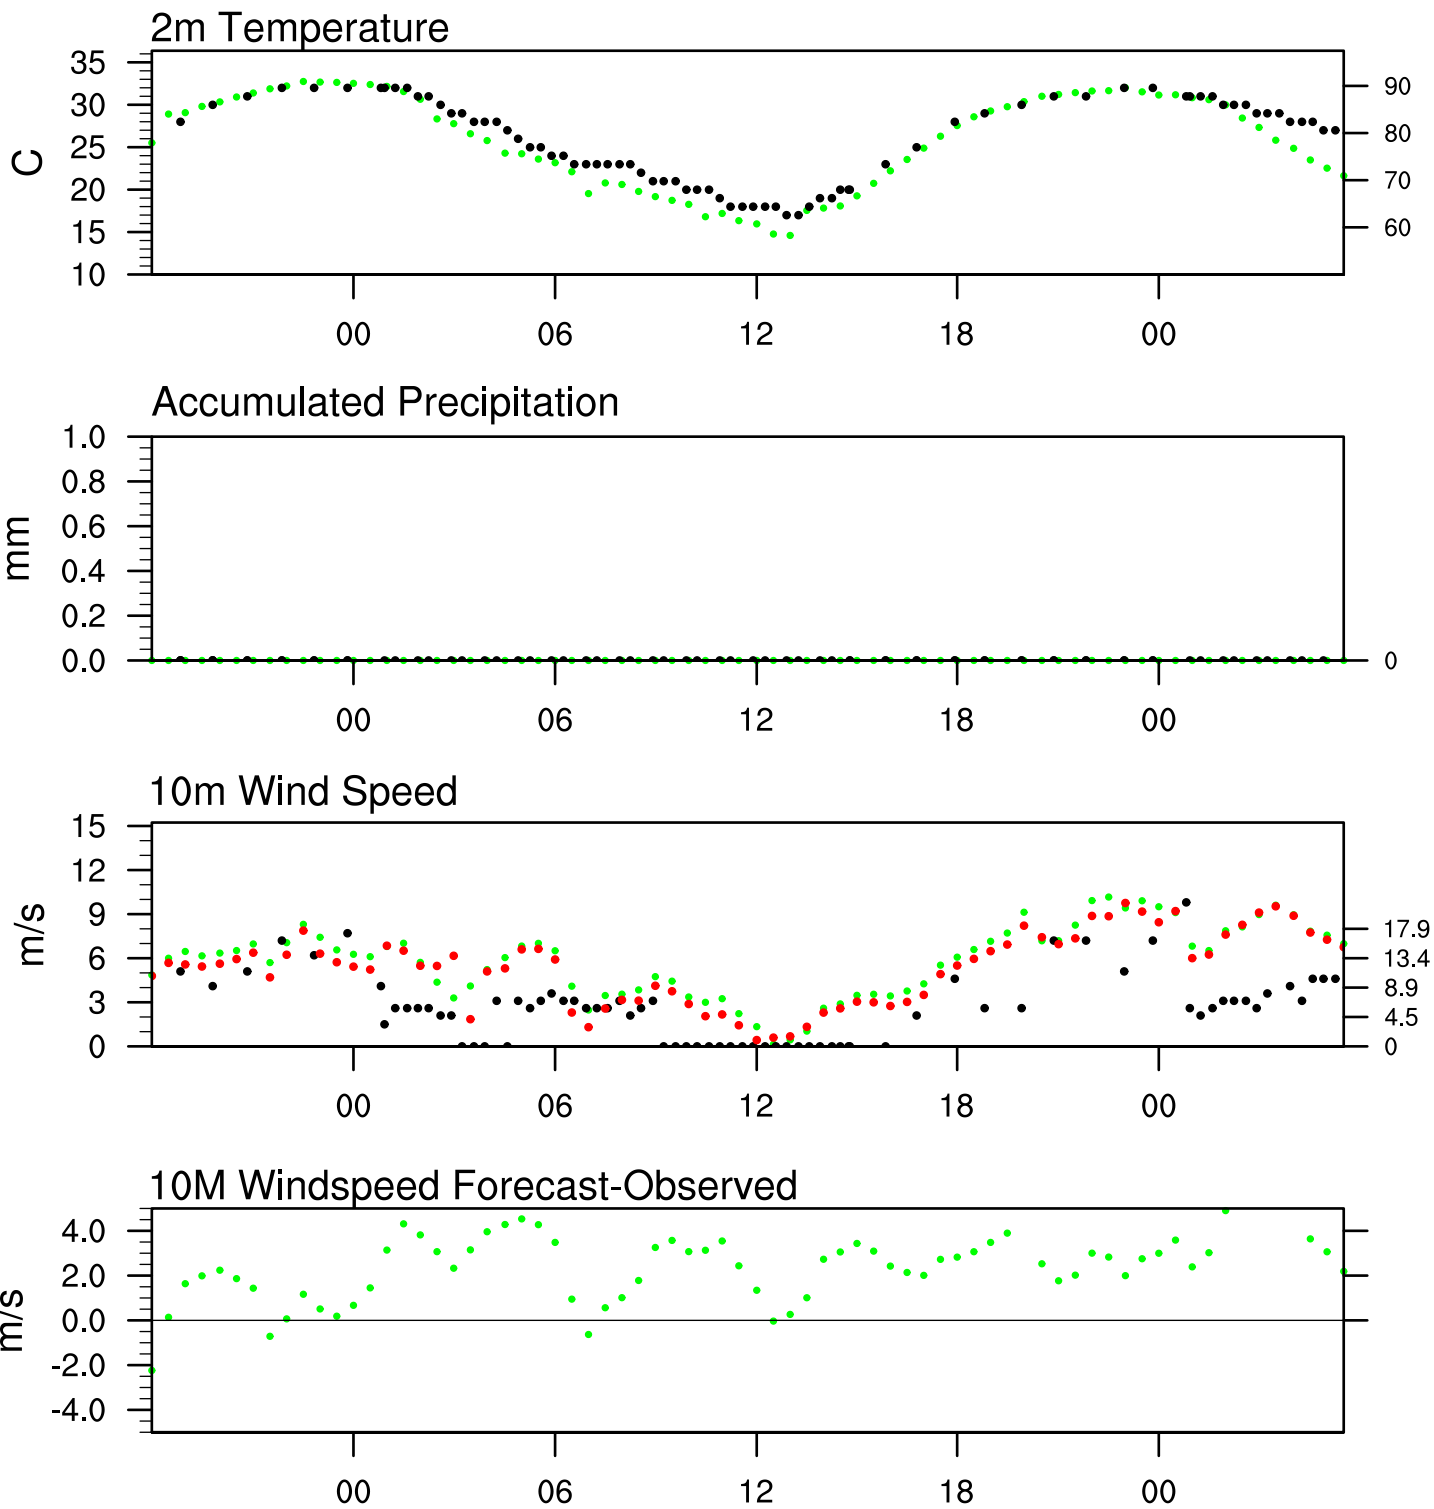 2m Temperature
35
30
25
20
15
10
C
90
80
70
60
00 06 12 18 00
Accumulated Precipitation
1.0
0.8
0.6
0.4
0.2
0.0
mm
0
00 06 12 18 00
10m Wind Speed
15
12
9
6
3
0
m/s
17.9
13.4
8.9
4.5
0
00 06 12 18 00
10M Windspeed Forecast-Observed
4.0
2.0
0.0
-2.0
-4.0
m/s
00 06 12 18 00